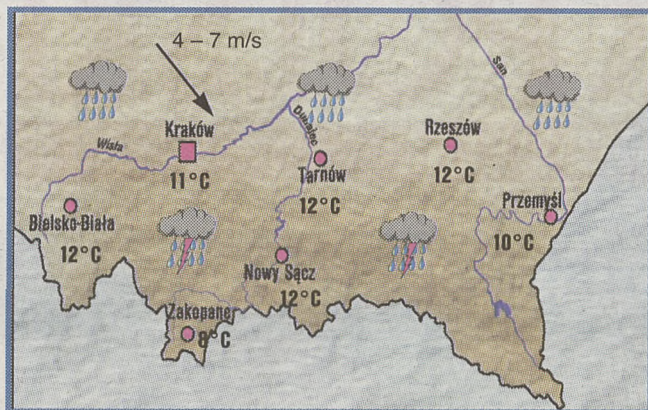 4 – 7 m/s
San
Kraków
Dunajec
Rzeszów
Wisła
11°C
Tarnów
12°C
12°C
Przemyśl
Bielsko-Biała
10°C
12°C
Nowy Sącz
12°C
Zakopane
8°C